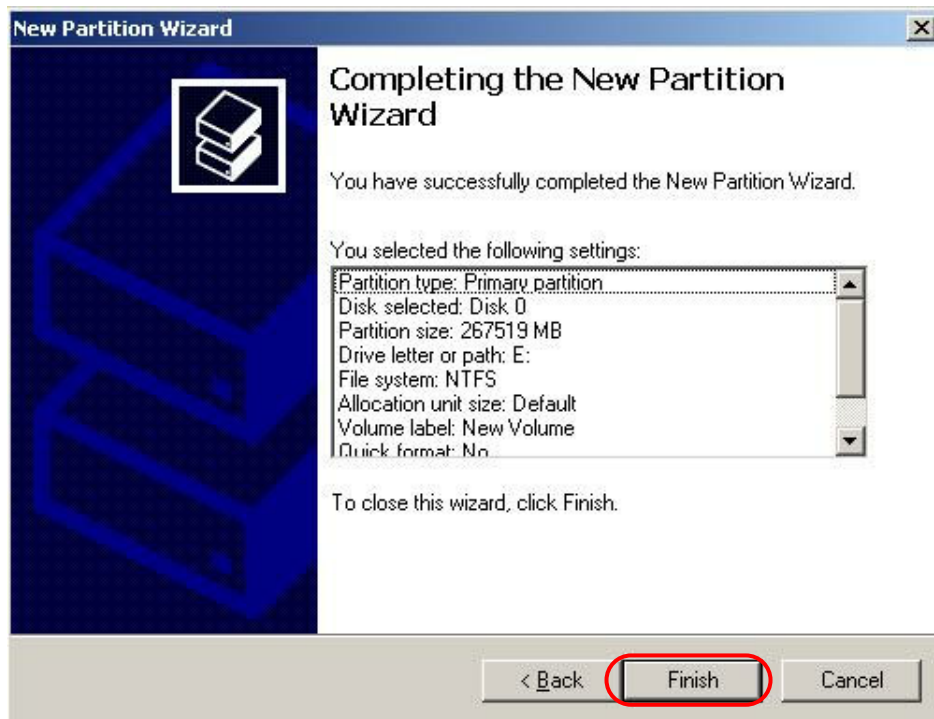 New Partition Wizard
Completing the New Partition
Wizard
You have successfully completed the New Partition Wizard.
You selected the following settings:
Partition type: Primary partition
Disk selected: Disk 0
Partition size: 267519 MB
Drive letter or path: E:
File system: NTFS
Allocation unit size: Default
Volume label: New Volume
Quick format: No
To close this wizard, click Finish.
< Back
Finish
Cancel